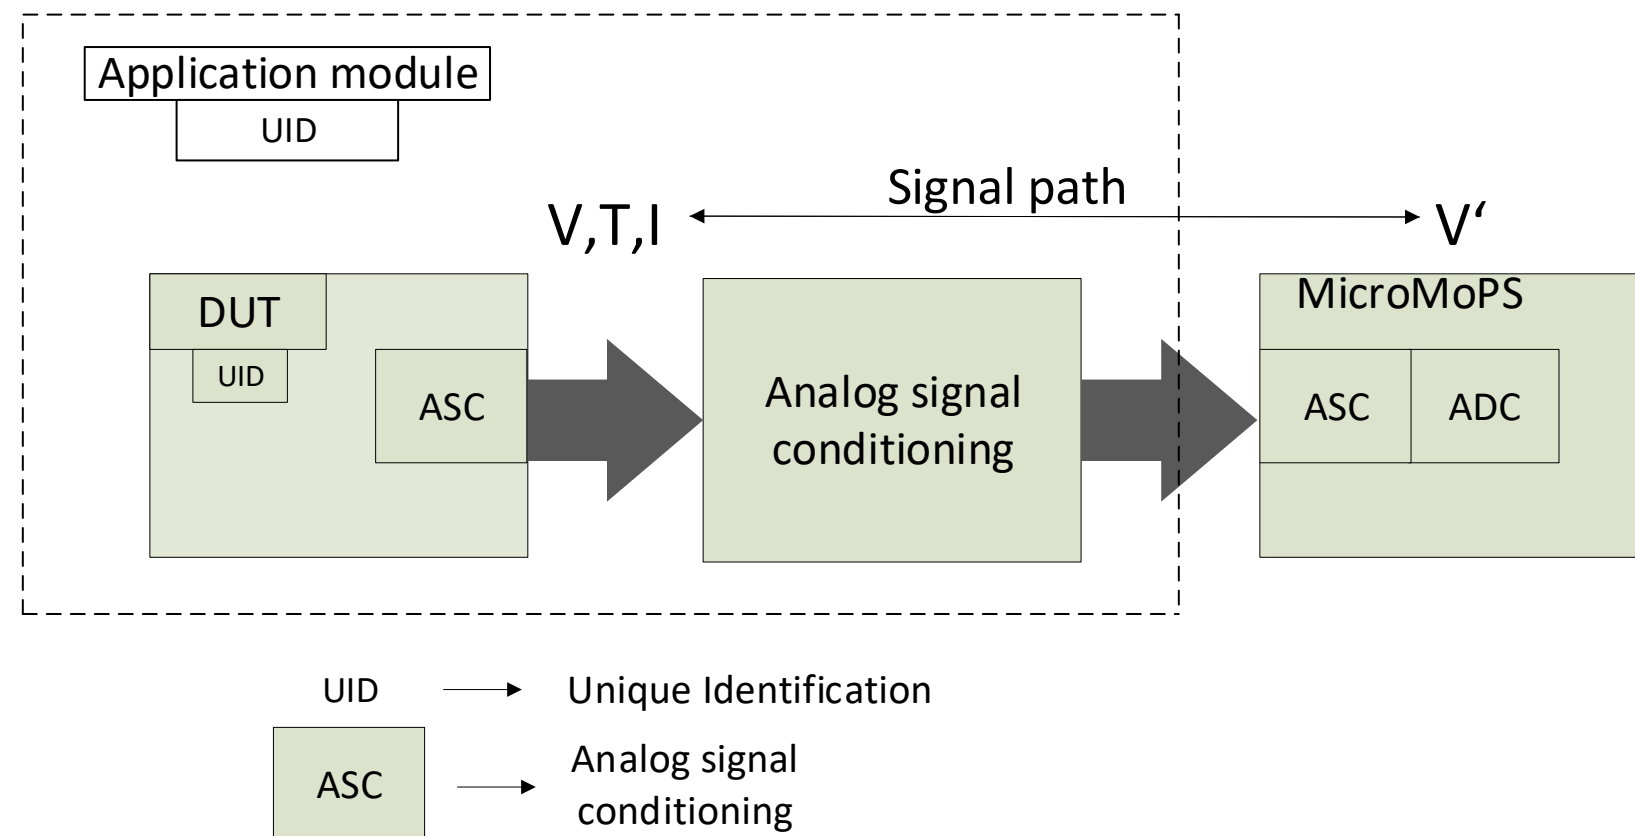 Application module
UID
Signal path
V,T,I
V‘
DUT
UID
ASC
Analog signal
conditioning
MicroMoPS
ASC
ADC
UID
Unique Identification
ASC
Analog signal
conditioning